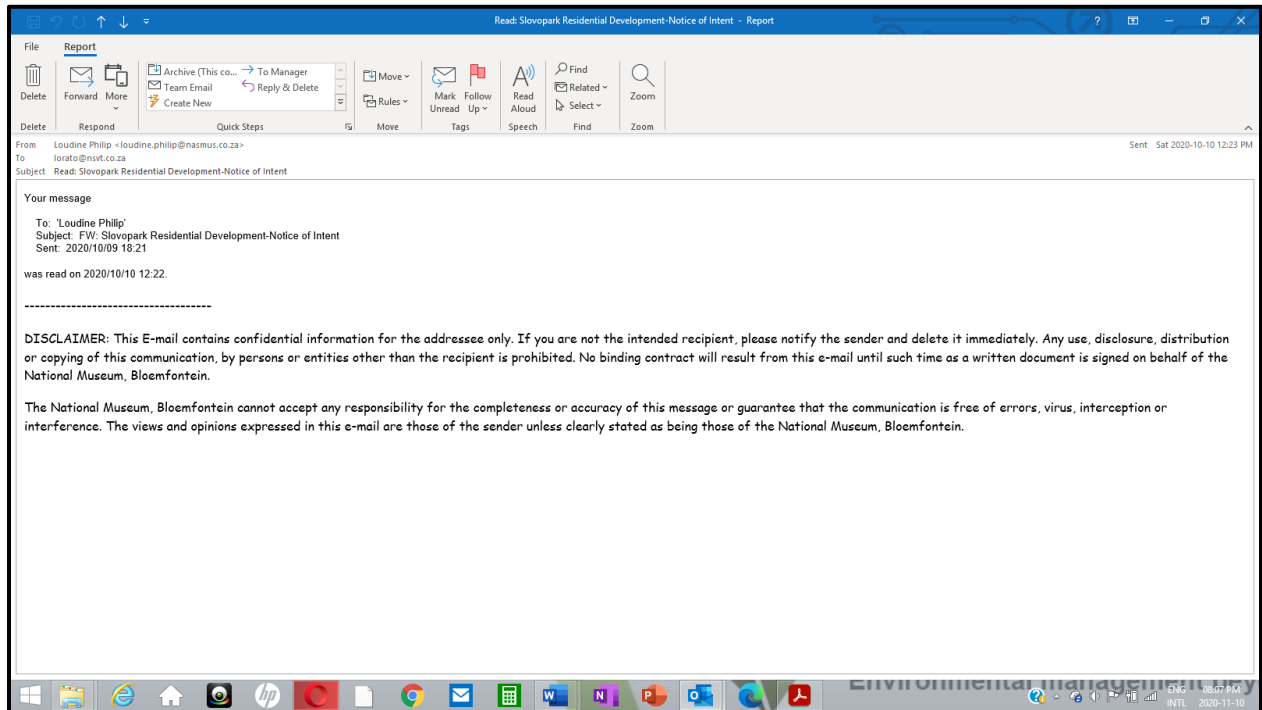 Read: Slovopark Residential Development-Notice of Intent - Report
?
File Report
Archive (This co... To Manager
Team Email Reply & Delete
Create New
Delete Forward More
Move
Rules
Mark Unread Follow Up
Read Aloud
Find
Related
Select
Zoom
Delete Respond Quick Steps Move Tags Speech Find Zoom
From Loudine Philip <loudine.philip@nasmus.co.za> Sent Sat 2020-10-10 12:23 PM
To lorato@nsvt.co.za
Subject Read: Slovopark Residential Development-Notice of Intent
Your message
To: 'Loudine Philip'
Subject: FW: Slovopark Residential Development-Notice of Intent
Sent: 2020/10/09 18:21
was read on 2020/10/10 12:22.
------------------------------------
DISCLAIMER: This E-mail contains confidential information for the addressee only. If you are not the intended recipient, please notify the sender and delete it immediately. Any use, disclosure, distribution
or copying of this communication, by persons or entities other than the recipient is prohibited. No binding contract will result from this e-mail until such time as a written document is signed on behalf of the
National Museum, Bloemfontein.
The National Museum, Bloemfontein cannot accept any responsibility for the completeness or accuracy of this message or guarantee that the communication is free of errors, virus, interception or
interference. The views and opinions expressed in this e-mail are those of the sender unless clearly stated as being those of the National Museum, Bloemfontein.
Environmental management
ENG 08:07 PM
INTL 2020-11-10